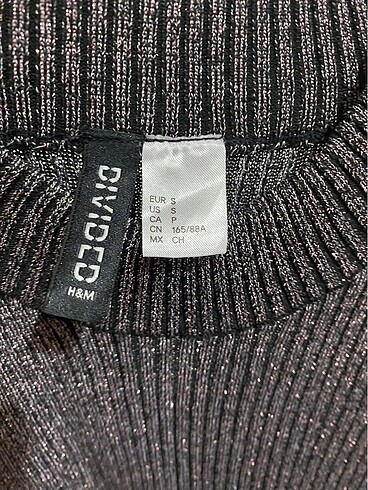 DIVIDED
H&M
EUR S
US S
CA P
CN 165/88A
MX CH